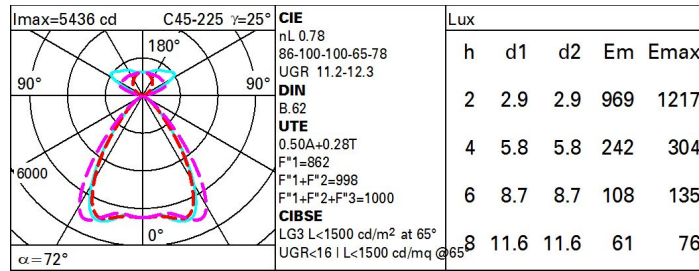 Imax=5436 cd C45-225 γ=25°
180°
90° 90°
6000
0°
α=72°
CIE
nL 0.78
86-100-100-65-78
UGR 11.2-12.3
DIN
B.62
UTE
0.50A+0.28T
F"1=862
F"1+F"2=998
F"1+F"2+F"3=1000
CIBSE
LG3 L<1500 cd/m² at 65°
UGR<16 | L<1500 cd/mq @65°
Lux
h d1 d2 Em Emax
2 2.9 2.9 969 1217
4 5.8 5.8 242 304
6 8.7 8.7 108 135
8 11.6 11.6 61 76